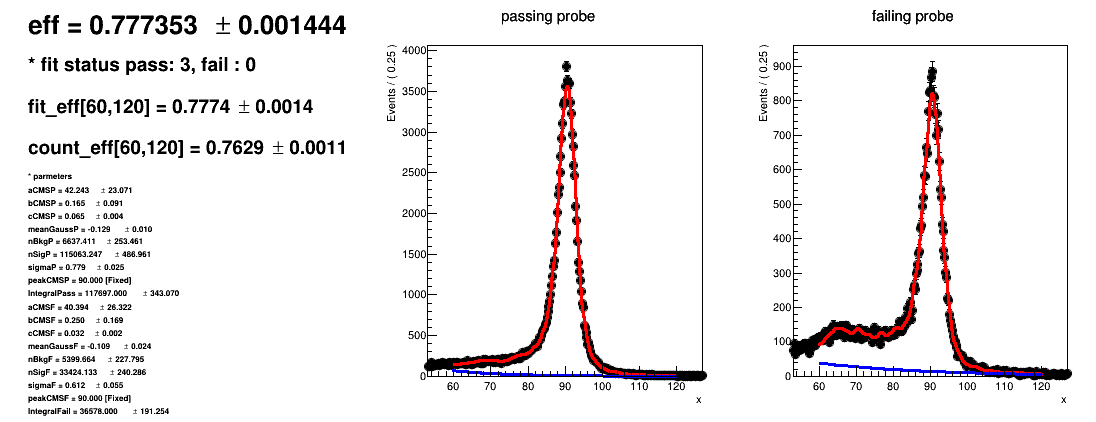 eff = 0.777353 ± 0.001444
* fit status pass: 3, fail : 0
fit_eff[60,120] = 0.7774 ± 0.0014
count_eff[60,120] = 0.7629 ± 0.0011
* parmeters
aCMSP = 42.243 ± 23.071
bCMSP = 0.165 ± 0.091
cCMSP = 0.065 ± 0.004
meanGaussP = -0.129 ± 0.010
nBkgP = 6637.411 ± 253.461
nSigP = 115063.247 ± 486.961
sigmaP = 0.779 ± 0.025
peakCMSP = 90.000 [Fixed]
IntegralPass = 117697.000 ± 343.070
aCMSF = 40.394 ± 26.322
bCMSF = 0.250 ± 0.169
cCMSF = 0.032 ± 0.002
meanGaussF = -0.109 ± 0.024
nBkgF = 5399.664 ± 227.795
nSigF = 33424.133 ± 240.286
sigmaF = 0.612 ± 0.055
peakCMSF = 90.000 [Fixed]
IntegralFail = 36578.000 ± 191.254
passing probe
Events / ( 0.25 )
4000
3500
3000
2500
2000
1500
1000
500
0
60 70 80 90 100 110 120
x
failing probe
Events / ( 0.25 )
900
800
700
600
500
400
300
200
100
0
60 70 80 90 100 110 120
x